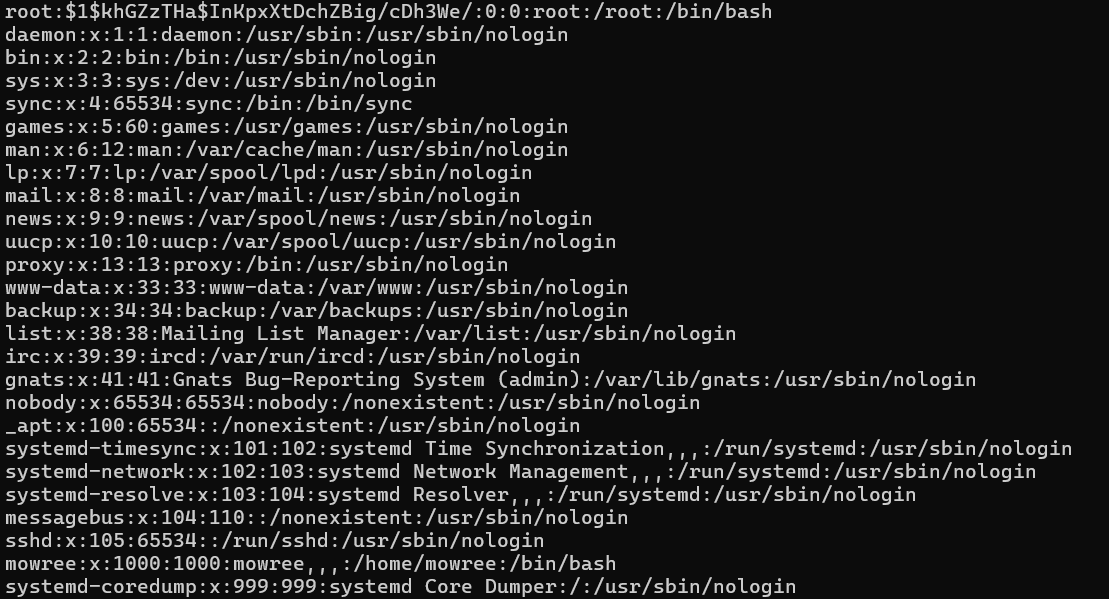 root:$1$khGZzTHa$InKpxXtDchZBig/cDh3We/:0:0:root:/root:/bin/bash
daemon:x:1:1:daemon:/usr/sbin:/usr/sbin/nologin
bin:x:2:2:bin:/bin:/usr/sbin/nologin
sys:x:3:3:sys:/dev:/usr/sbin/nologin
sync:x:4:65534:sync:/bin:/bin/sync
games:x:5:60:games:/usr/games:/usr/sbin/nologin
man:x:6:12:man:/var/cache/man:/usr/sbin/nologin
lp:x:7:7:lp:/var/spool/lpd:/usr/sbin/nologin
mail:x:8:8:mail:/var/mail:/usr/sbin/nologin
news:x:9:9:news:/var/spool/news:/usr/sbin/nologin
uucp:x:10:10:uucp:/var/spool/uucp:/usr/sbin/nologin
proxy:x:13:13:proxy:/bin:/usr/sbin/nologin
www-data:x:33:33:www-data:/var/www:/usr/sbin/nologin
backup:x:34:34:backup:/var/backups:/usr/sbin/nologin
list:x:38:38:Mailing List Manager:/var/list:/usr/sbin/nologin
irc:x:39:39:ircd:/var/run/ircd:/usr/sbin/nologin
gnats:x:41:41:Gnats Bug-Reporting System (admin):/var/lib/gnats:/usr/sbin/nologin
nobody:x:65534:65534:nobody:/nonexistent:/usr/sbin/nologin
_apt:x:100:65534::/nonexistent:/usr/sbin/nologin
systemd-timesync:x:101:102:systemd Time Synchronization,,,:/run/systemd:/usr/sbin/nologin
systemd-network:x:102:103:systemd Network Management,,,:/run/systemd:/usr/sbin/nologin
systemd-resolve:x:103:104:systemd Resolver,,,:/run/systemd:/usr/sbin/nologin
messagebus:x:104:110::/nonexistent:/usr/sbin/nologin
sshd:x:105:65534::/run/sshd:/usr/sbin/nologin
mowree:x:1000:1000:mowree,,,:/home/mowree:/bin/bash
systemd-coredump:x:999:999:systemd Core Dumper:/:/usr/sbin/nologin